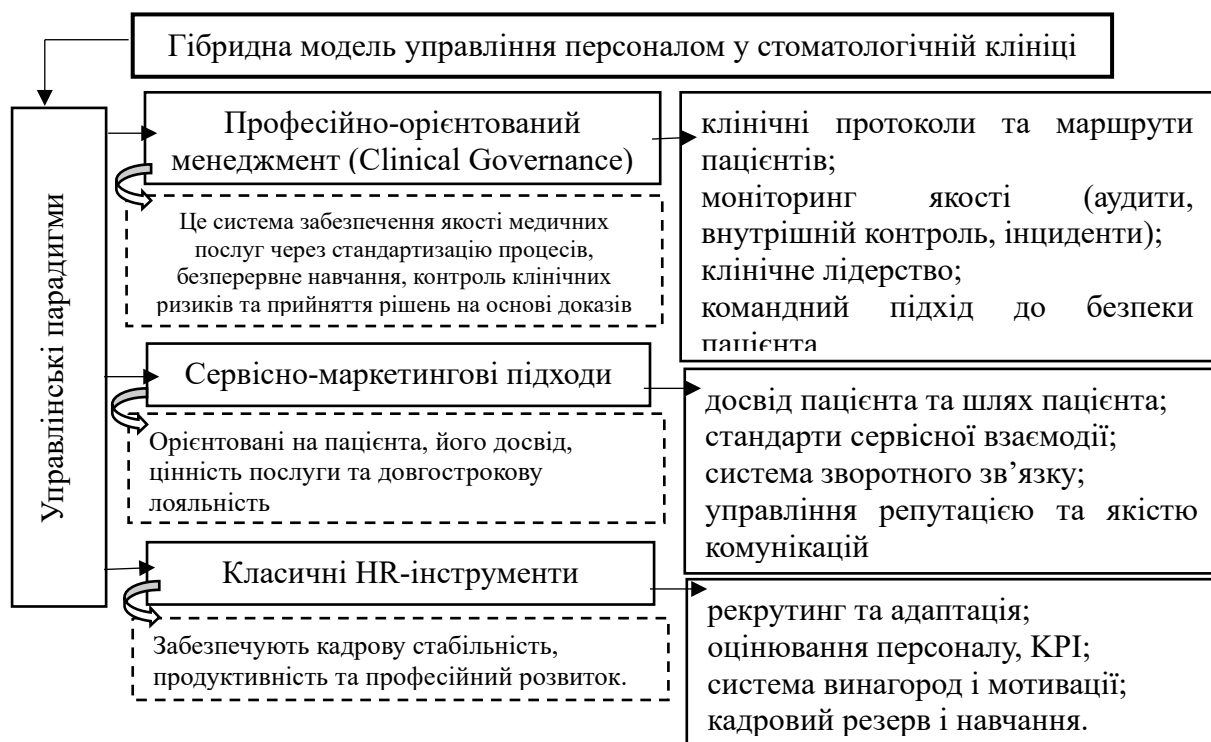 Гібридна модель управління персоналом у стоматологічній клініці
Управлінські парадигми
Професійно-орієнтований
менеджмент (Clinical Governance)
Це система забезпечення якості медичних
послуг через стандартизацію процесів,
безперервне навчання, контроль клінічних
ризиків та прийняття рішень на основі доказів
клінічні протоколи та маршрути
пацієнтів;
моніторинг якості (аудити,
внутрішній контроль, інциденти);
клінічне лідерство;
командний підхід до безпеки
пацієнта
Сервісно-маркетингові підходи
Орієнтовані на пацієнта, його досвід,
цінність послуги та довгострокову
лояльність
досвід пацієнта та шлях пацієнта;
стандарти сервісної взаємодії;
система зворотного зв’язку;
управління репутацією та якістю
комунікацій
Класичні HR-інструменти
Забезпечують кадрову стабільність,
продуктивність та професійний розвиток.
рекрутинг та адаптація;
оцінювання персоналу, KPI;
система винагород і мотивації;
кадровий резерв і навчання.